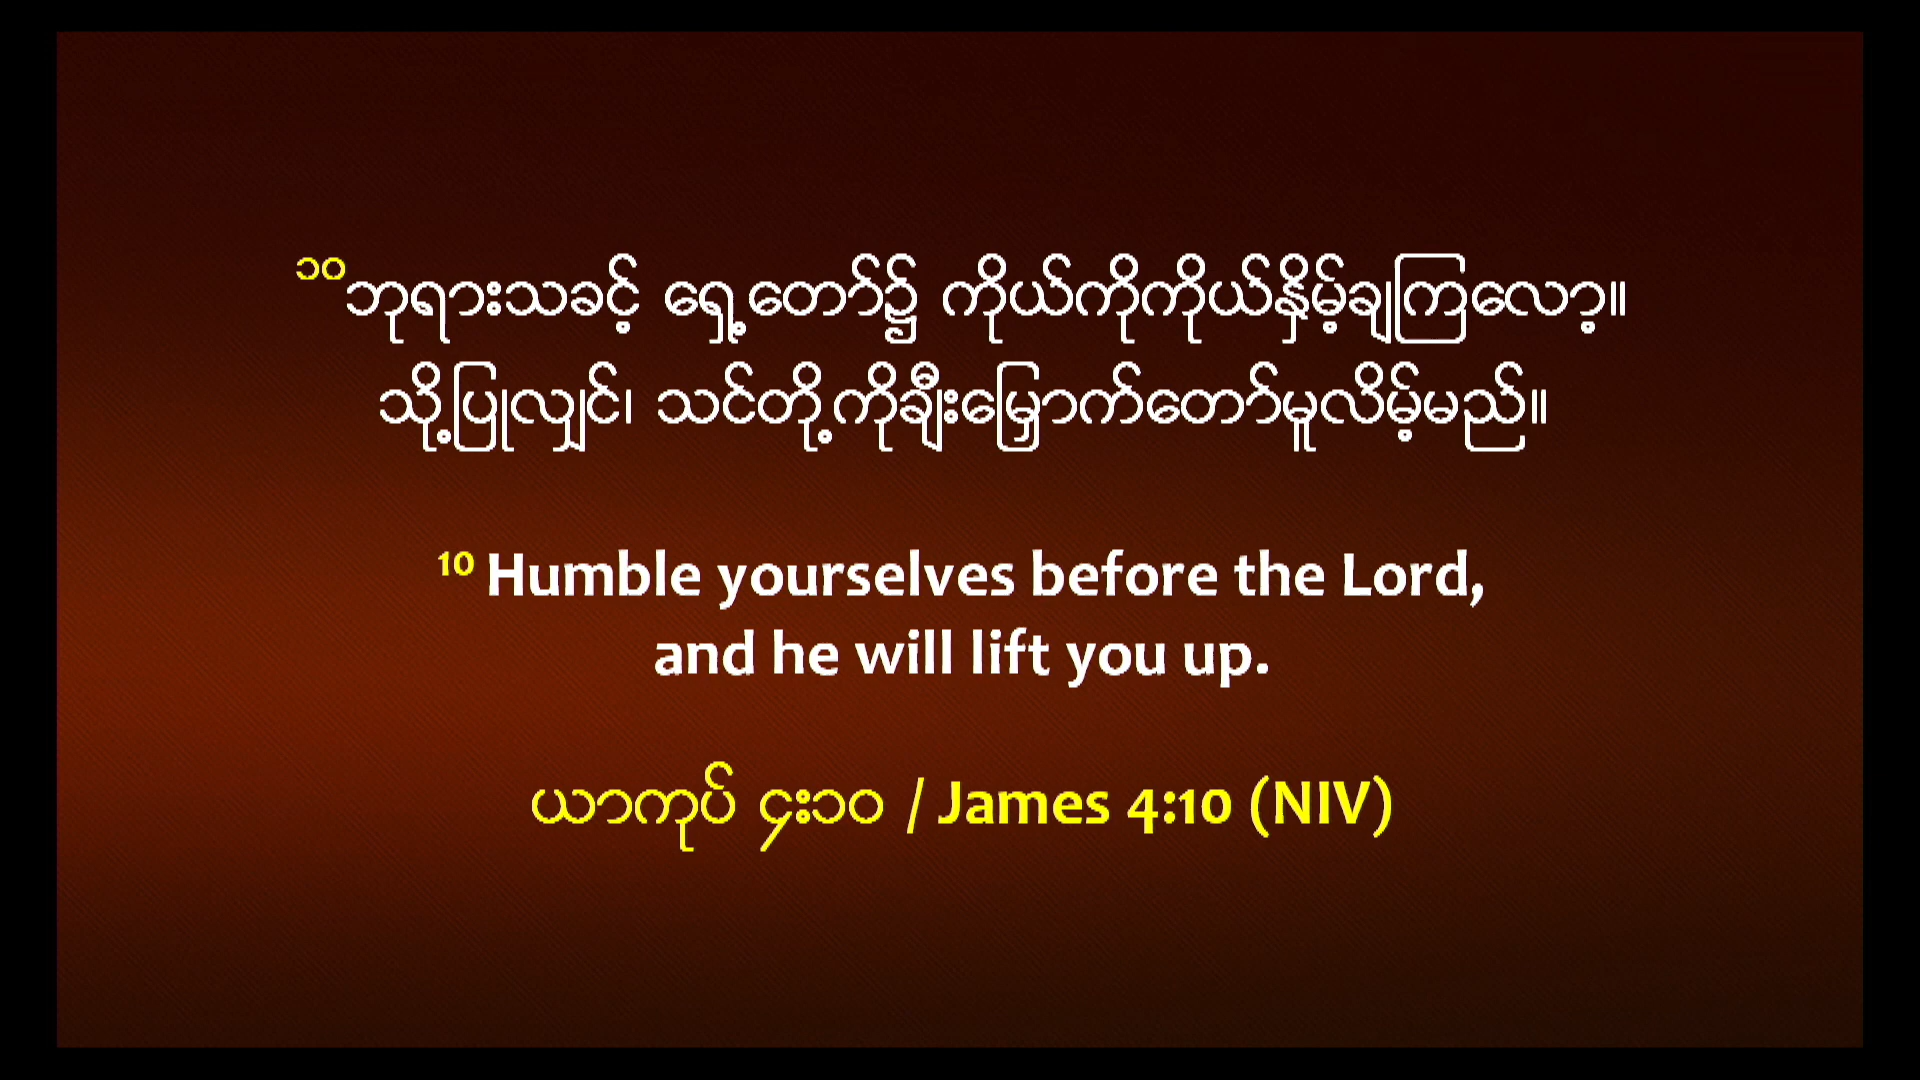 ၁၀ဘုရားသခင့် ရှေ့တော်၌ ကိုယ်ကိုကိုယ်နှိမ့်ချကြလော့။
သို့ပြုလျှင်၊ သင်တို့ကိုချီးမြှောက်တော်မူလိမ့်မည်။
10 Humble yourselves before the Lord,
and he will lift you up.
ယာကုပ် ၄း၁၀ / James 4:10 (NIV)